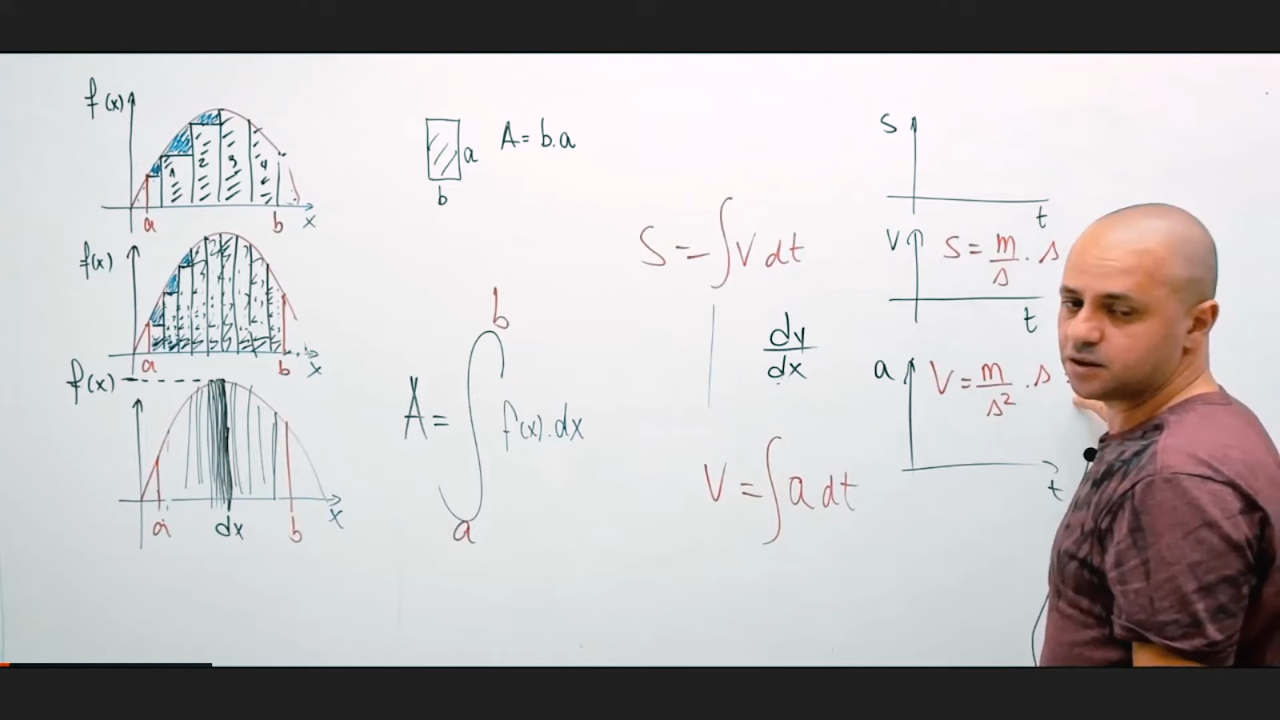 f(x)
1 2 3 4
a b x
f(x)
a b x
f(x)
a dx b x
a
A = b.a
b
b
A = ∫ f(x).dx
a
S = ∫ v dt
dy
dx
V = ∫ a dt
S
t
V
S = m/s . s
t
a
V = m/s² . s
t